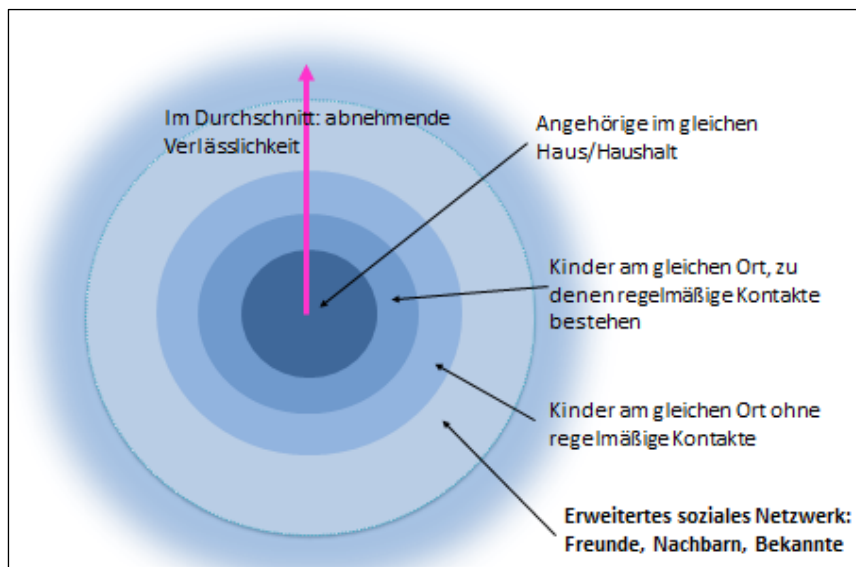 Im Durchschnitt: abnehmende
Verlässlichkeit
Angehörige im gleichen
Haus/Haushalt
Kinder am gleichen Ort, zu
denen regelmäßige Kontakte
bestehen
Kinder am gleichen Ort ohne
regelmäßige Kontakte
Erweitertes soziales Netzwerk:
Freunde, Nachbarn, Bekannte